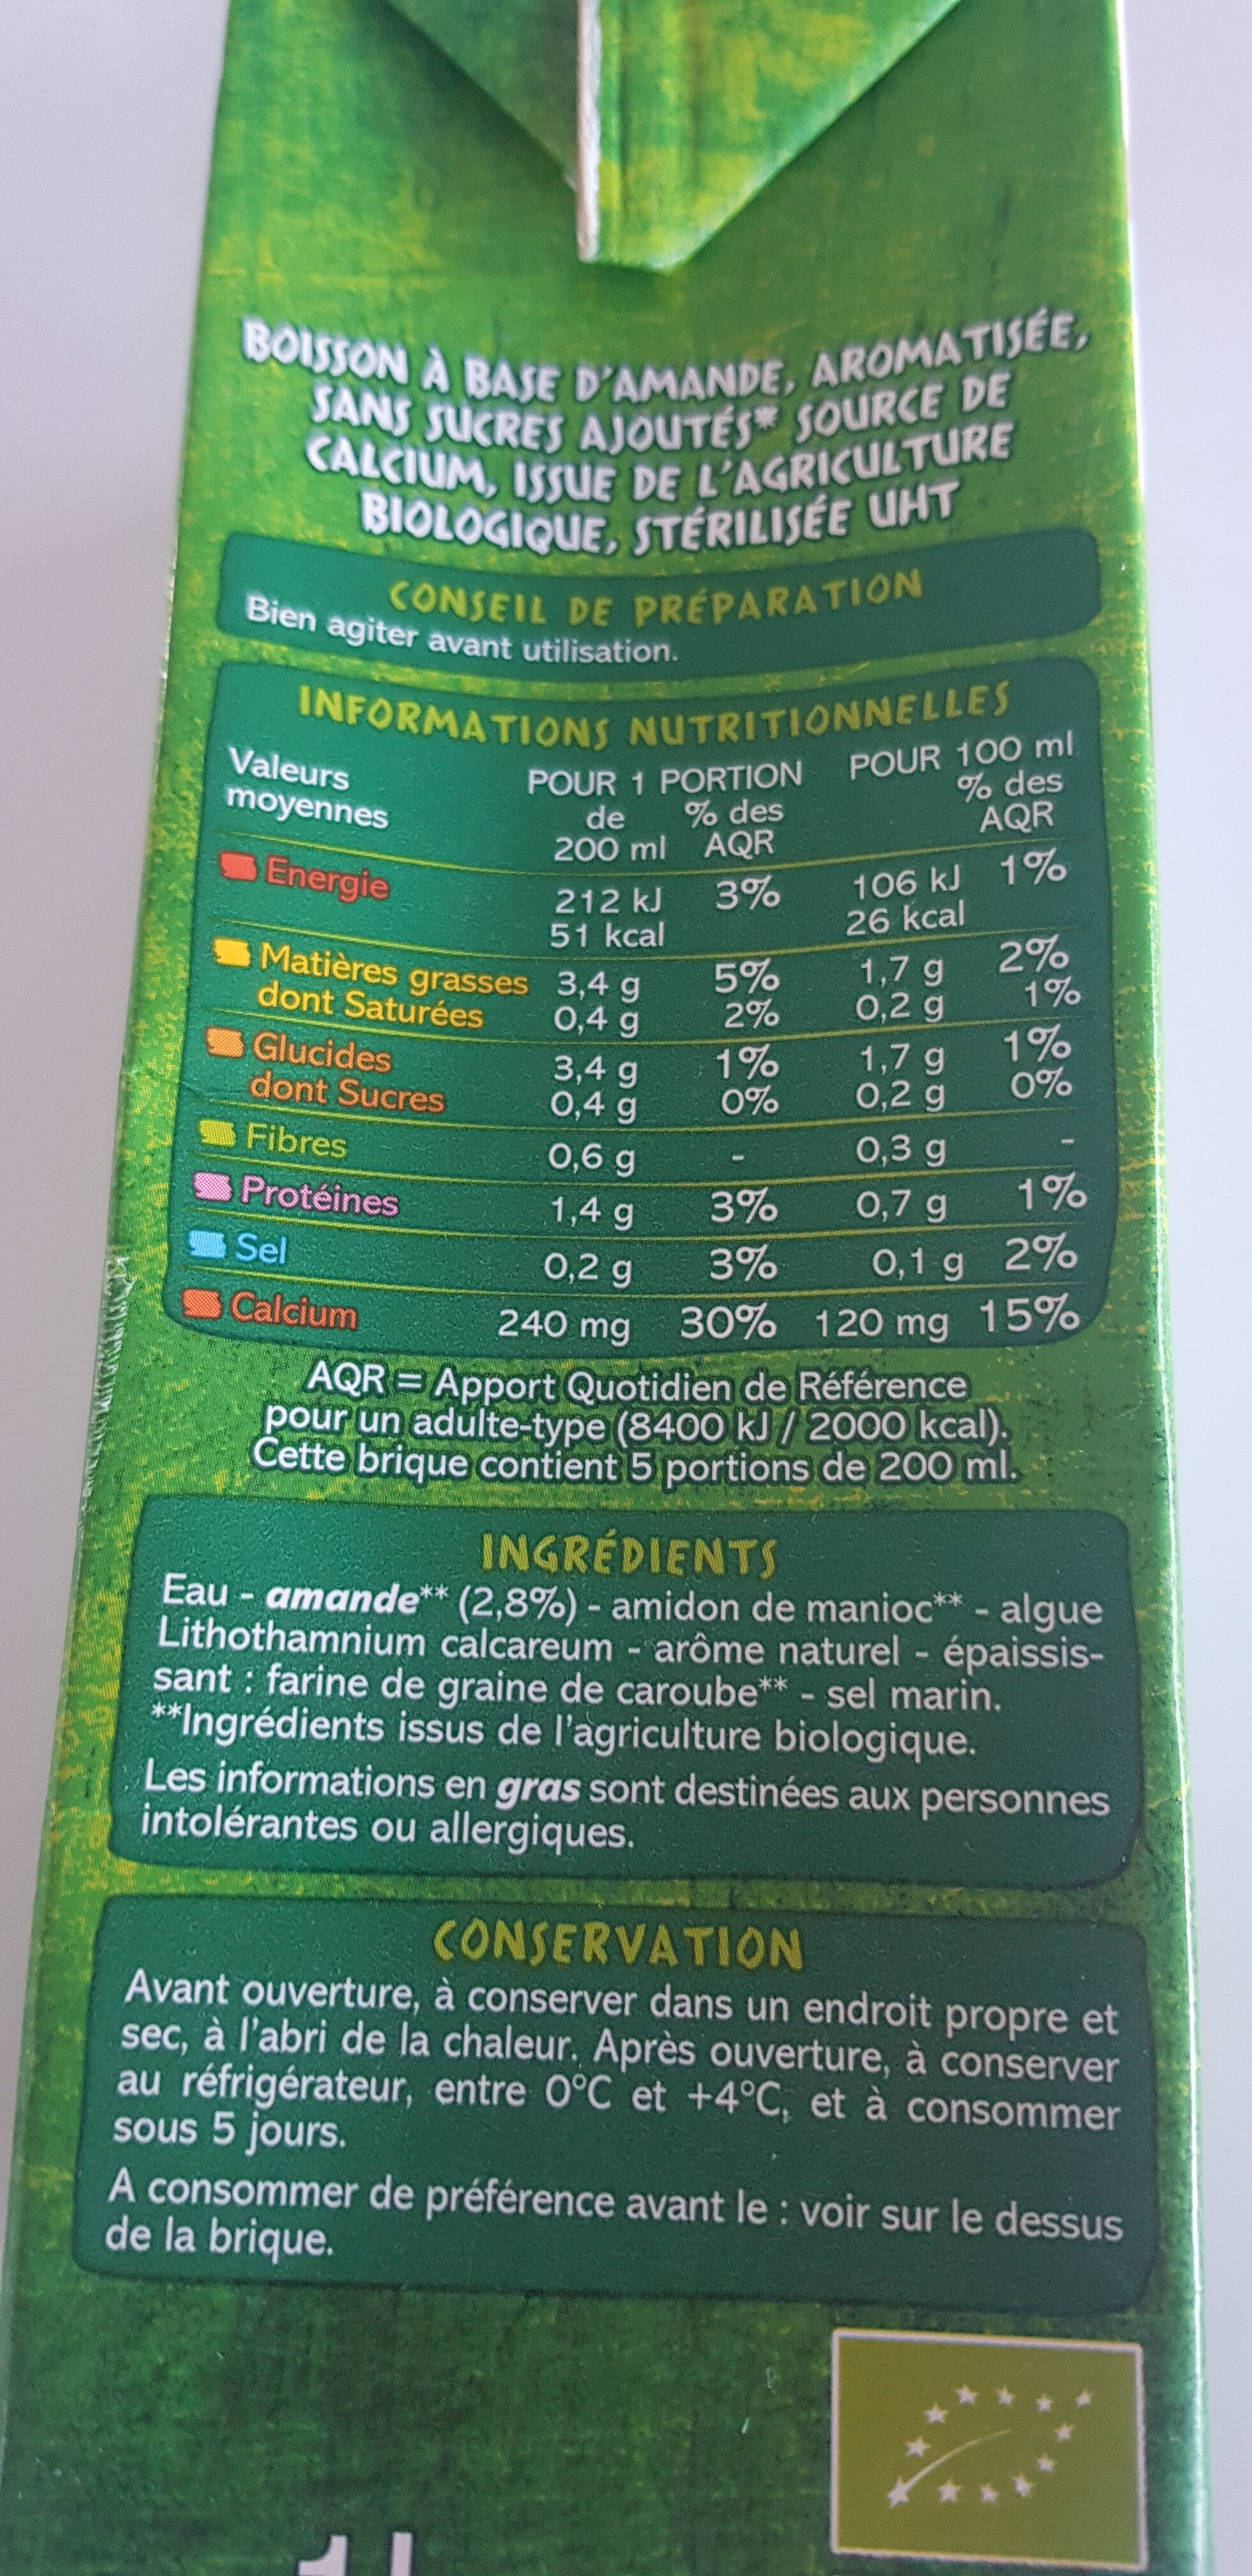 BOISSON À BASE D'AMANDE, AROMATISÉE,
SANS SUCRES AJOUTÉS* SOURCE DE
CALCIUM, ISSUE DE L'AGRICULTURE
BIOLOGIQUE, STÉRILISÉE UHT
CONSEIL DE PRÉPARATION
Bien agiter avant utilisation.
INFORMATIONS NUTRITIONNELLES
Valeurs moyennes POUR 1 PORTION de 200 ml % des AQR POUR 100 ml % des AQR
Energie 212 kJ 3% 106 kJ 1%
51 kcal 26 kcal
Matières grasses 3,4 g 5% 1,7 g 2%
dont Saturées 0,4 g 2% 0,2 g 1%
Glucides 3,4 g 1% 1,7 g 1%
dont Sucres 0,4 g 0% 0,2 g 0%
Fibres 0,6 g - 0,3 g -
Protéines 1,4 g 3% 0,7 g 1%
Sel 0,2 g 3% 0,1 g 2%
Calcium 240 mg 30% 120 mg 15%
AQR = Apport Quotidien de Référence
pour un adulte-type (8400 kJ / 2000 kcal).
Cette brique contient 5 portions de 200 ml.
INGRÉDIENTS
Eau - amande** (2,8%) - amidon de manioc** - algue
Lithothamnium calcareum - arôme naturel - épaissis-
sant : farine de graine de caroube** - sel marin.
**Ingrédients issus de l'agriculture biologique.
Les informations en gras sont destinées aux personnes
intolérantes ou allergiques.
CONSERVATION
Avant ouverture, à conserver dans un endroit propre et
sec, à l'abri de la chaleur. Après ouverture, à conserver
au réfrigérateur, entre 0°C et +4°C, et à consommer
sous 5 jours.
A consommer de préférence avant le : voir sur le dessus
de la brique.